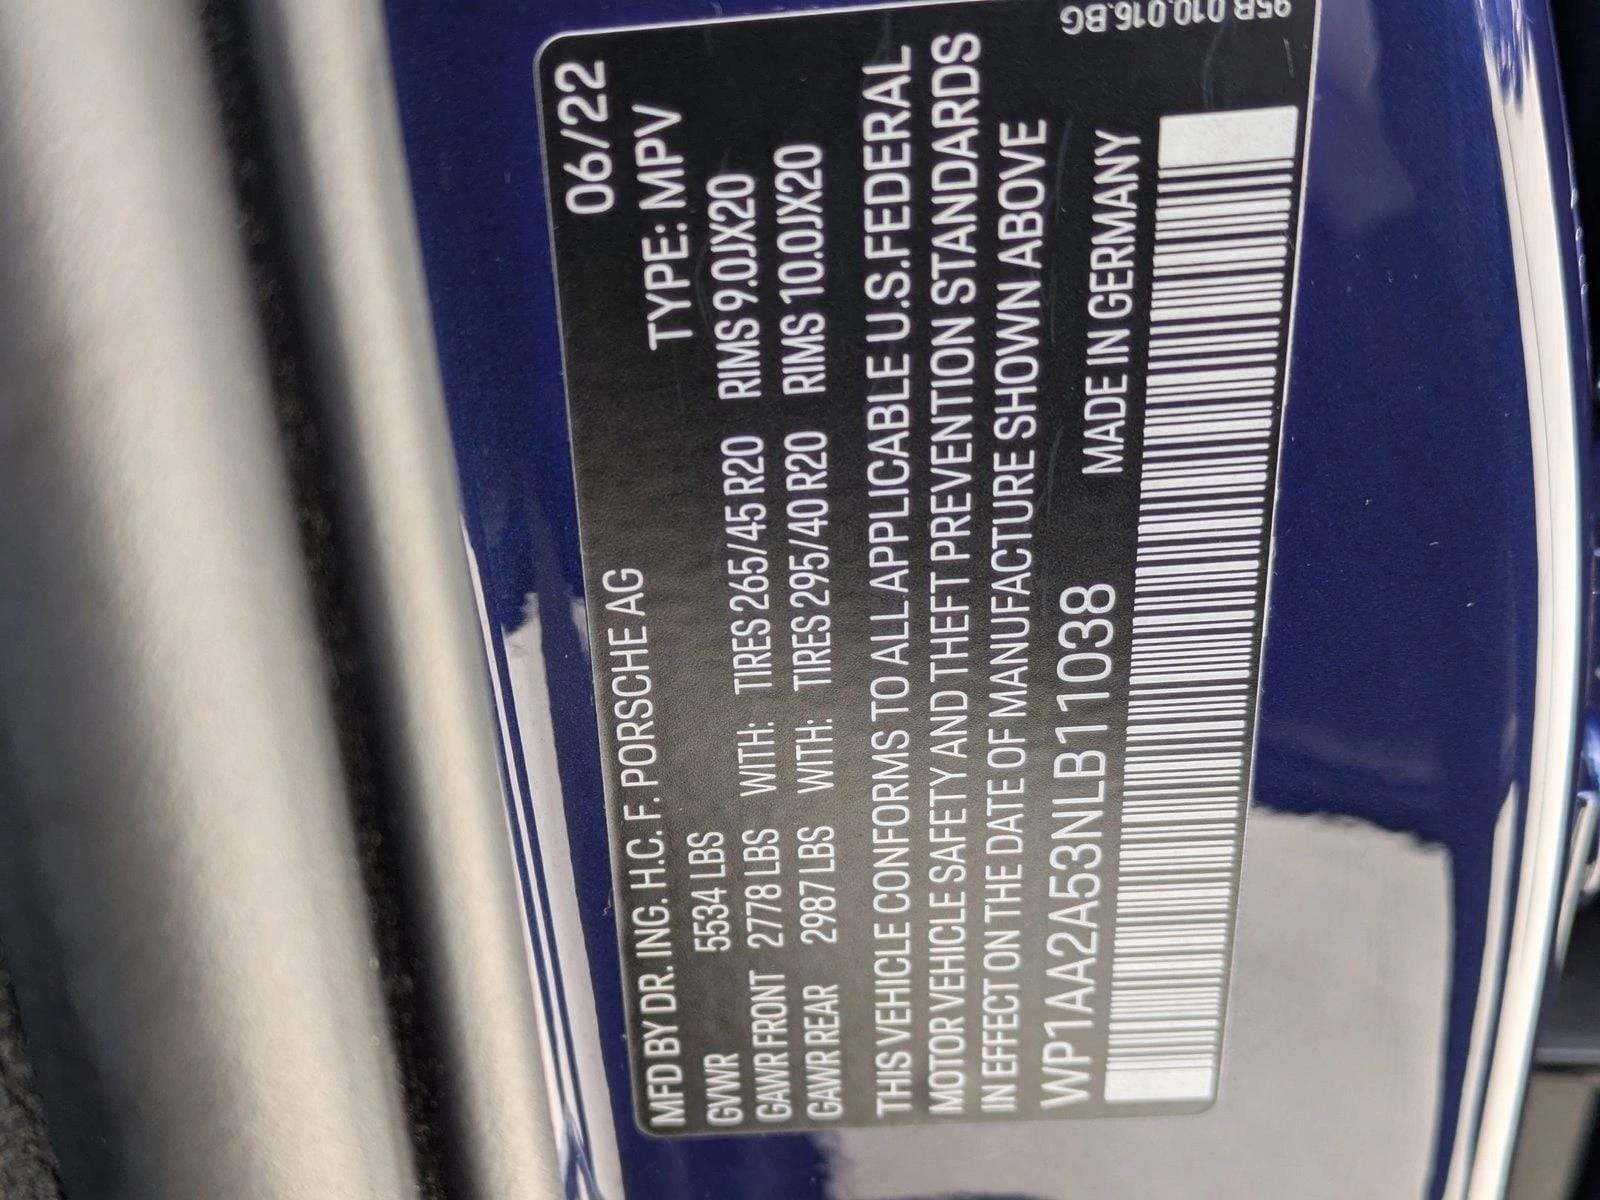 MFD BY DR. ING. H.C. F. PORSCHE AG 06/22
GVWR 5534 LBS TYPE: MPV
GAWR FRONT 2778 LBS WITH: TIRES 265/45 R20 RIMS 9.0JX20
GAWR REAR 2987 LBS WITH: TIRES 295/40 R20 RIMS 10.0JX20
THIS VEHICLE CONFORMS TO ALL APPLICABLE U.S.FEDERAL
MOTOR VEHICLE SAFETY AND THEFT PREVENTION STANDARDS
IN EFFECT ON THE DATE OF MANUFACTURE SHOWN ABOVE
WP1AA2A53NLB11038 MADE IN GERMANY
95B.010.016.BG